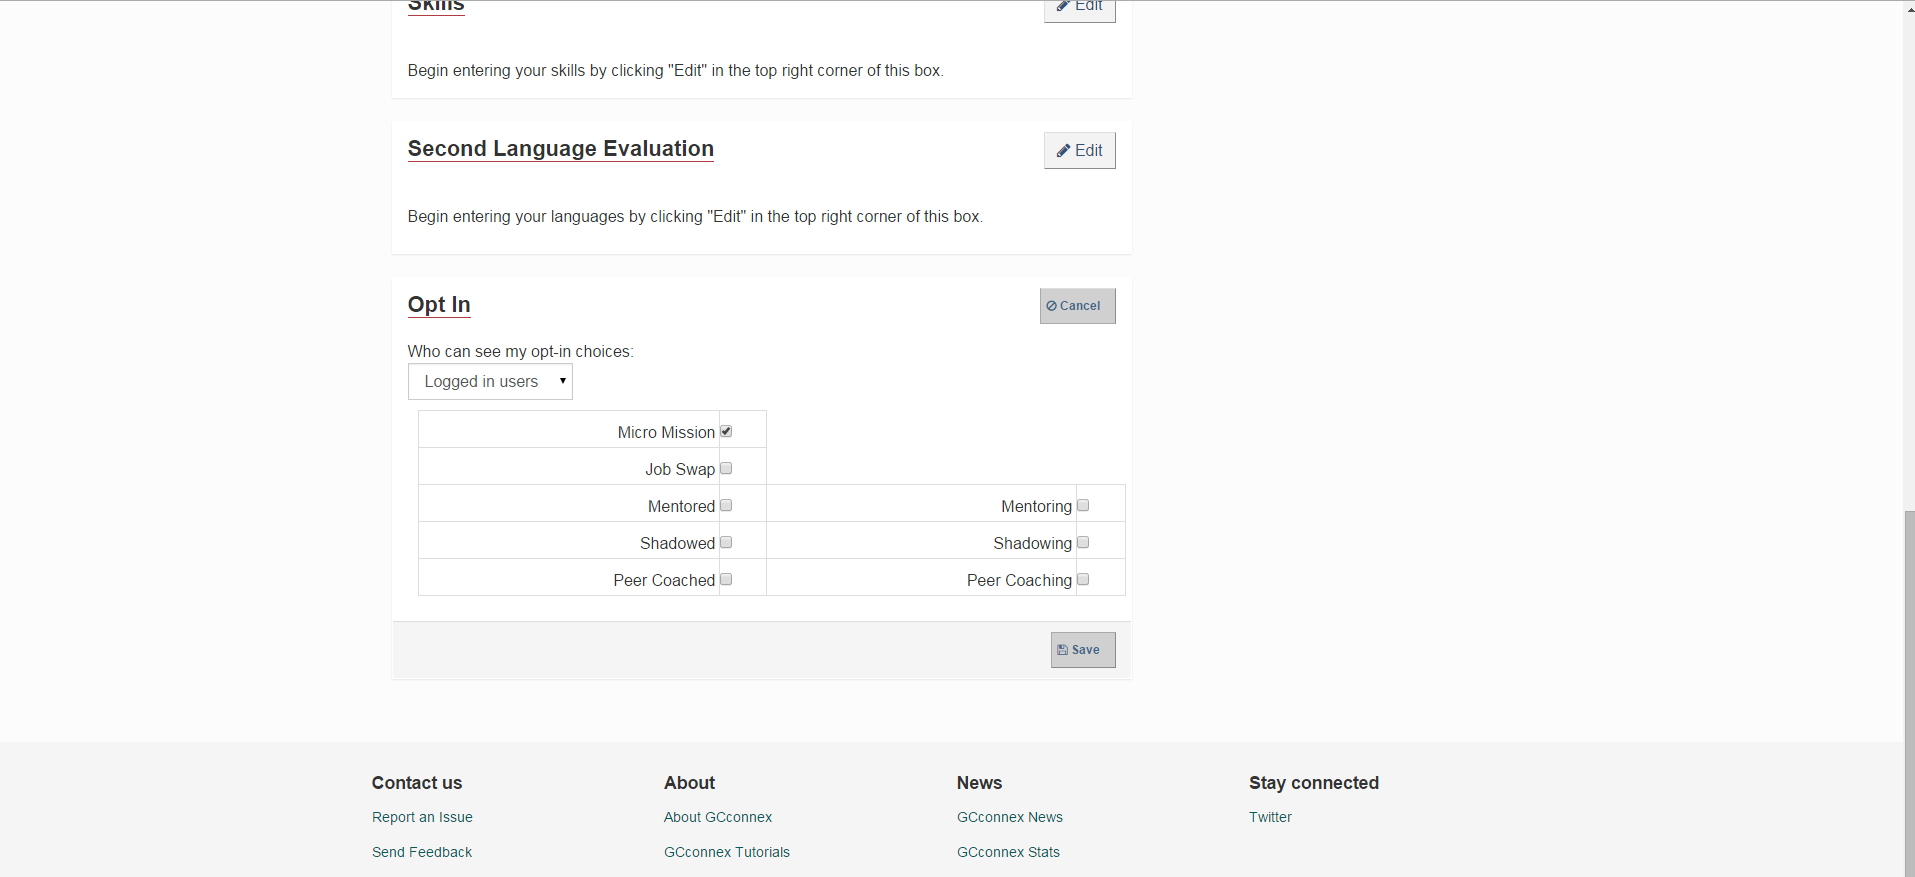 Skills
Edit
Begin entering your skills by clicking "Edit" in the top right corner of this box.
Second Language Evaluation
Edit
Begin entering your languages by clicking "Edit" in the top right corner of this box.
Opt In
Cancel
Who can see my opt-in choices:
Logged in users
Micro Mission
Job Swap
Mentored Mentoring
Shadowed Shadowing
Peer Coached Peer Coaching
Save
Contact us About News Stay connected
Report an Issue About GCconnex GCconnex News Twitter
Send Feedback GCconnex Tutorials GCconnex Stats